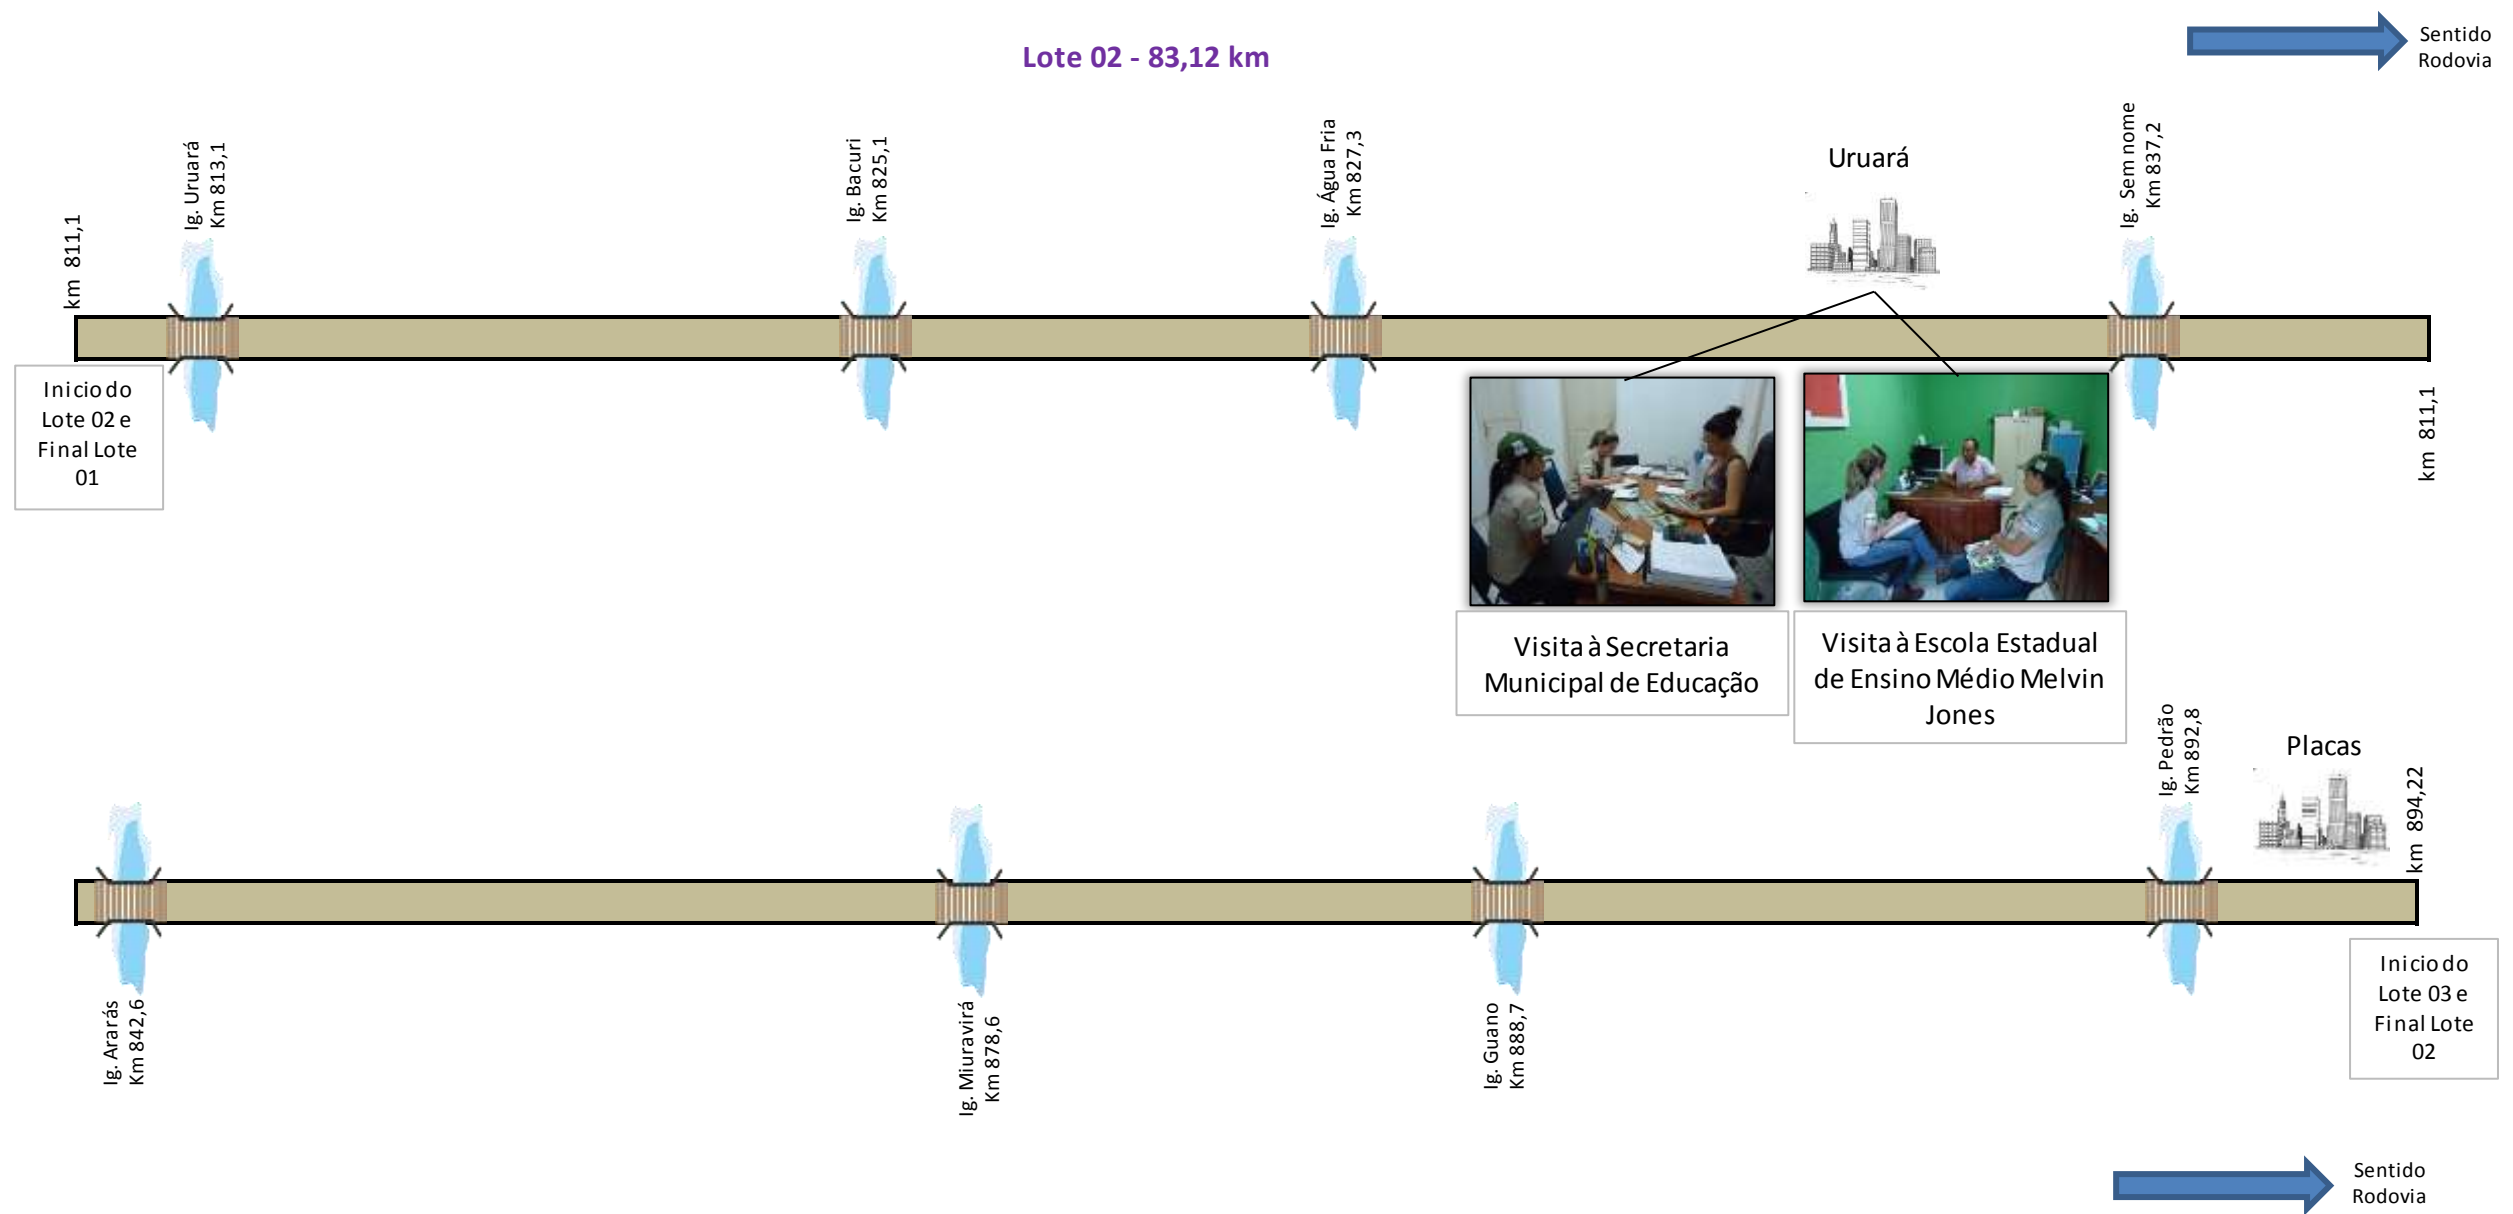 Lote 02 - 83,12 km
Sentido
Rodovia
km 811,1
Ig. Uruará
Km 813,1
Ig. Bacuri
Km 825,1
Ig. Água Fria
Km 827,3
Uruará
Ig. Sem nome
Km 837,2
Inicio do
Lote 02 e
Final Lote
01
km 811,1
Visita à Secretaria
Municipal de Educação
Visita à Escola Estadual
de Ensino Médio Melvin
Jones
Ig. Pedrão
Km 892,8
Placas
km 894,22
Ig. Ararás
Km 842,6
Ig. Miuravirá
Km 878,6
Ig. Guano
Km 888,7
Inicio do
Lote 03 e
Final Lote
02
Sentido
Rodovia